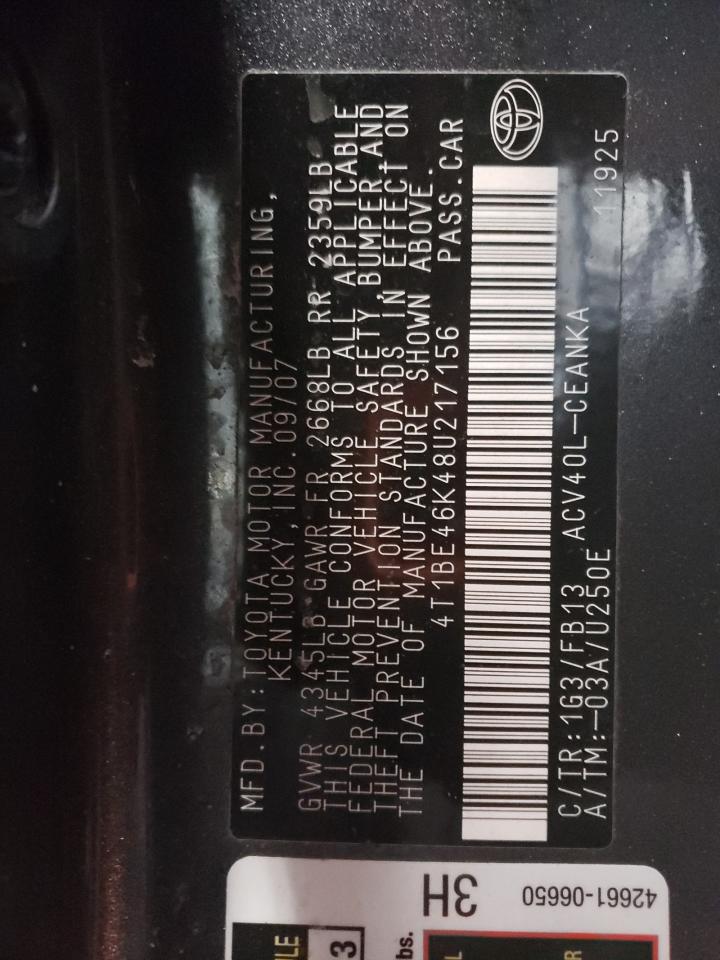 MFD.BY:TOYOTA MOTOR MANUFACTURING,
KENTUCKY,INC.09/07
GVWR 4345LB GAWR FR 2668LB RR 2359LB
THIS VEHICLE CONFORMS TO ALL APPLICABLE
FEDERAL MOTOR VEHICLE SAFETY, BUMPER,AND
THEFT PREVENTION STANDARDS IN EFFECT ON
THE DATE OF MANUFACTURE SHOWN ABOVE.
4T1BE46K48U217156 PASS.CAR
C/TR:1G3/FB13 ACV40L-CEANKA
A/TM:-03A/U250E 11925
3H
42661-06650
3
bs.